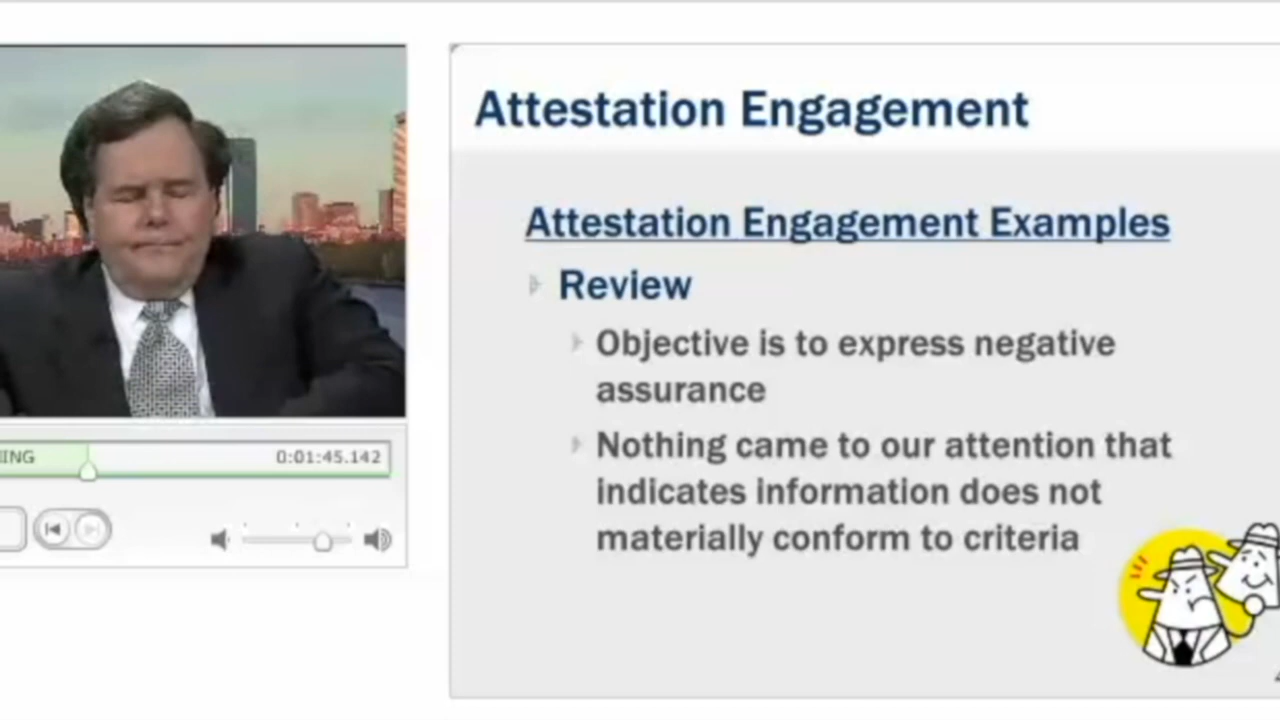 Attestation Engagement
Attestation Engagement Examples
Review
Objective is to express negative
assurance
Nothing came to our attention that
indicates information does not
materially conform to criteria
0:01:45.142